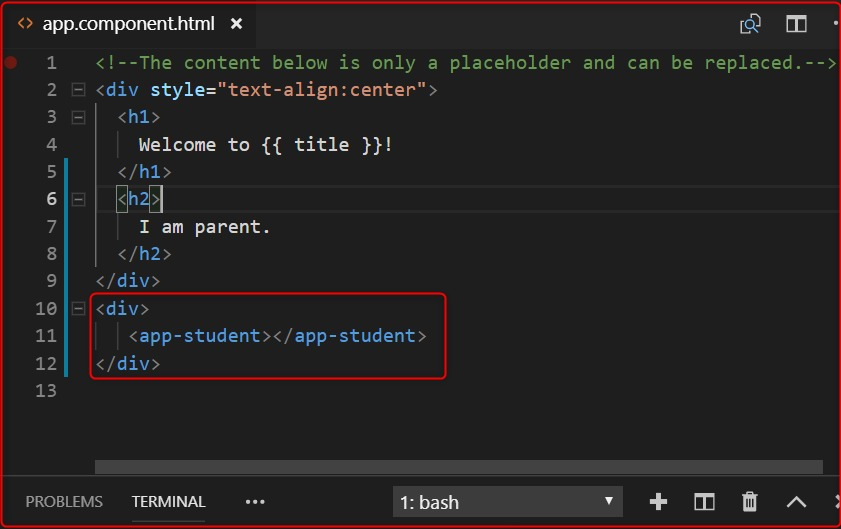 <> app.component.html ×
1 <!--The content below is only a placeholder and can be replaced.-->
2 <div style="text-align:center">
3 <h1>
4 Welcome to {{ title }}!
5 </h1>
6 <h2>
7 I am parent.
8 </h2>
9 </div>
10 <div>
11 <app-student></app-student>
12 </div>
13
PROBLEMS TERMINAL ••• 1: bash